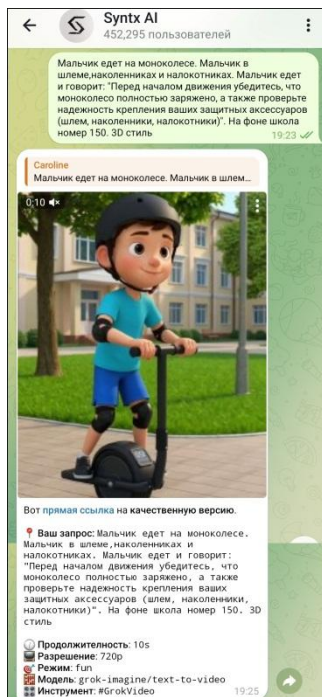 Syntx AI
452,295 пользователей
Мальчик едет на моноколесе. Мальчик в
шлеме,наколенниках и налокотниках. Мальчик едет
и говорит: "Перед началом движения убедитесь, что
моноколесо полностью заряжено, а также проверьте
надежность крепления ваших защитных аксессуаров
(шлем, наколенники, налокотники)". На фоне школа
номер 150. 3D стиль
19:23
Caroline
Мальчик едет на моноколесе. Мальчик в шлем...
0:10
Вот прямая ссылка на качественную версию.
Ваш запрос: Мальчик едет на моноколесе.
Мальчик в шлеме,наколенниках и
налокотниках. Мальчик едет и говорит:
"Перед началом движения убедитесь, что
моноколесо полностью заряжено, а также
проверьте надежность крепления ваших
защитных аксессуаров (шлем, наколенники,
налокотники)". На фоне школа номер 150. 3D
стиль
Продолжительность: 10s
Разрешение: 720p
Режим: fun
Модель: grok-imagine/text-to-video
Инструмент: #GrokVideo
19:25